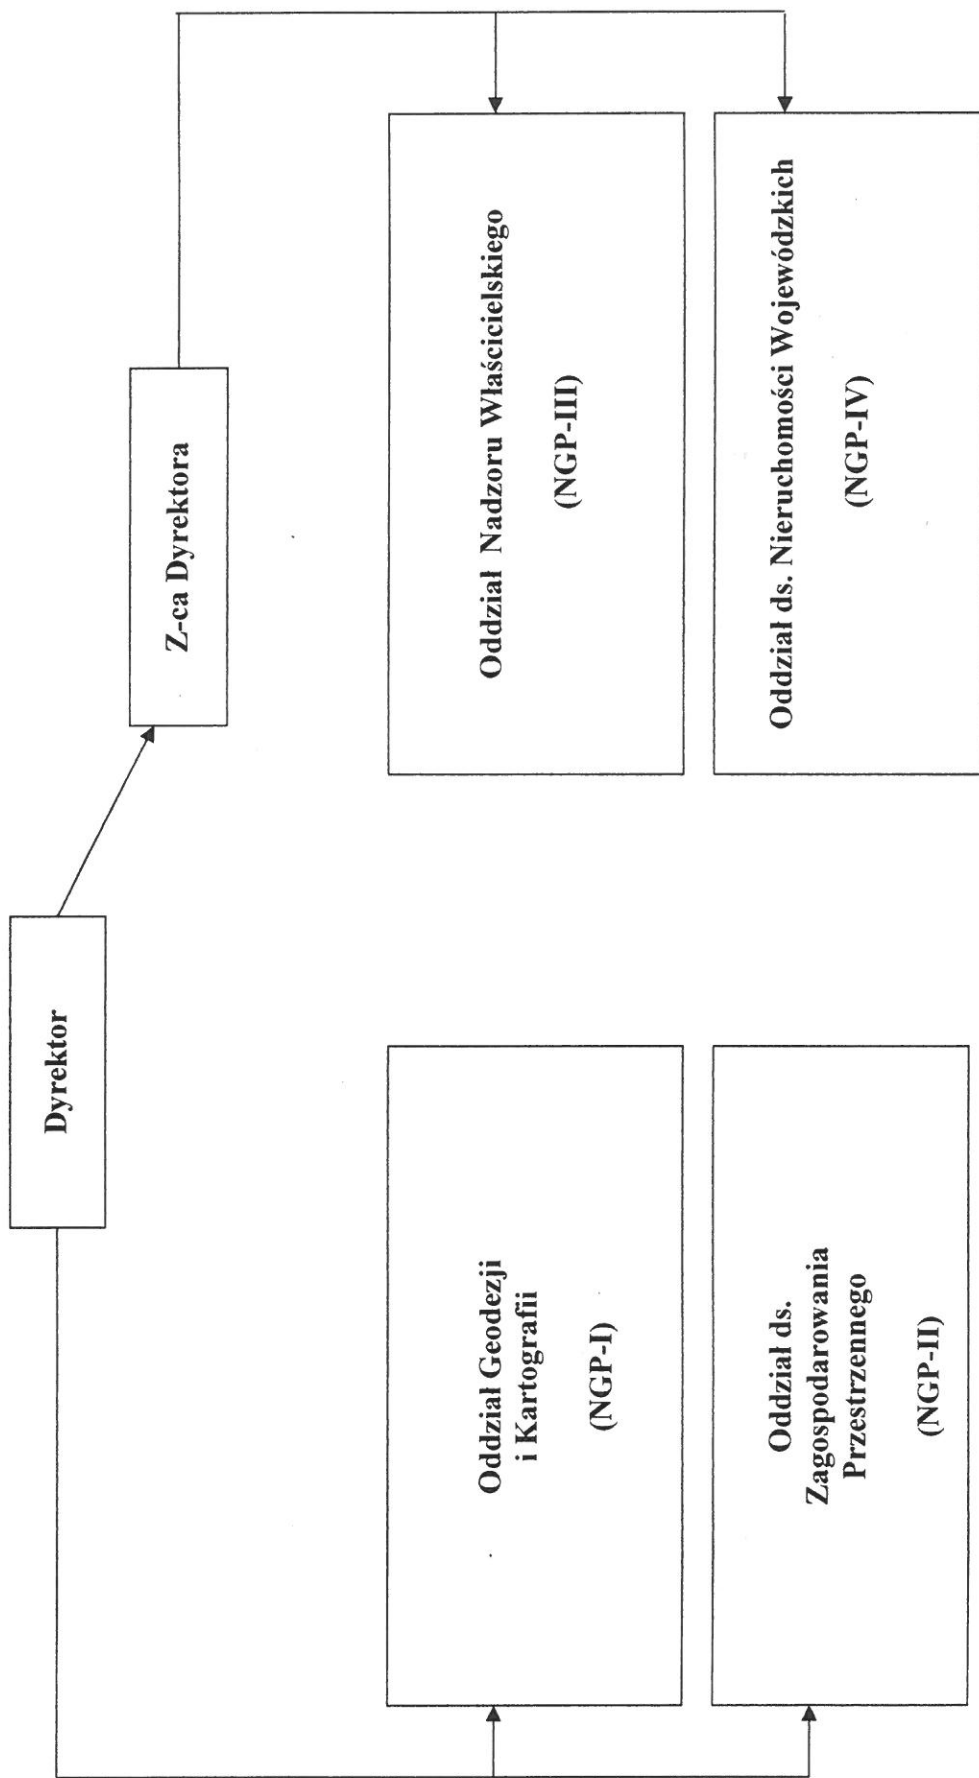 Dyrektor
Z-ca Dyrektora
Oddział Geodezji
i Kartografii
(NGP-I)
Oddział Nadzoru Właścicielskiego
(NGP-III)
Oddział ds.
Zagospodarowania
Przestrzennego
(NGP-II)
Oddział ds. Nieruchomości Wojewódzkich
(NGP-IV)